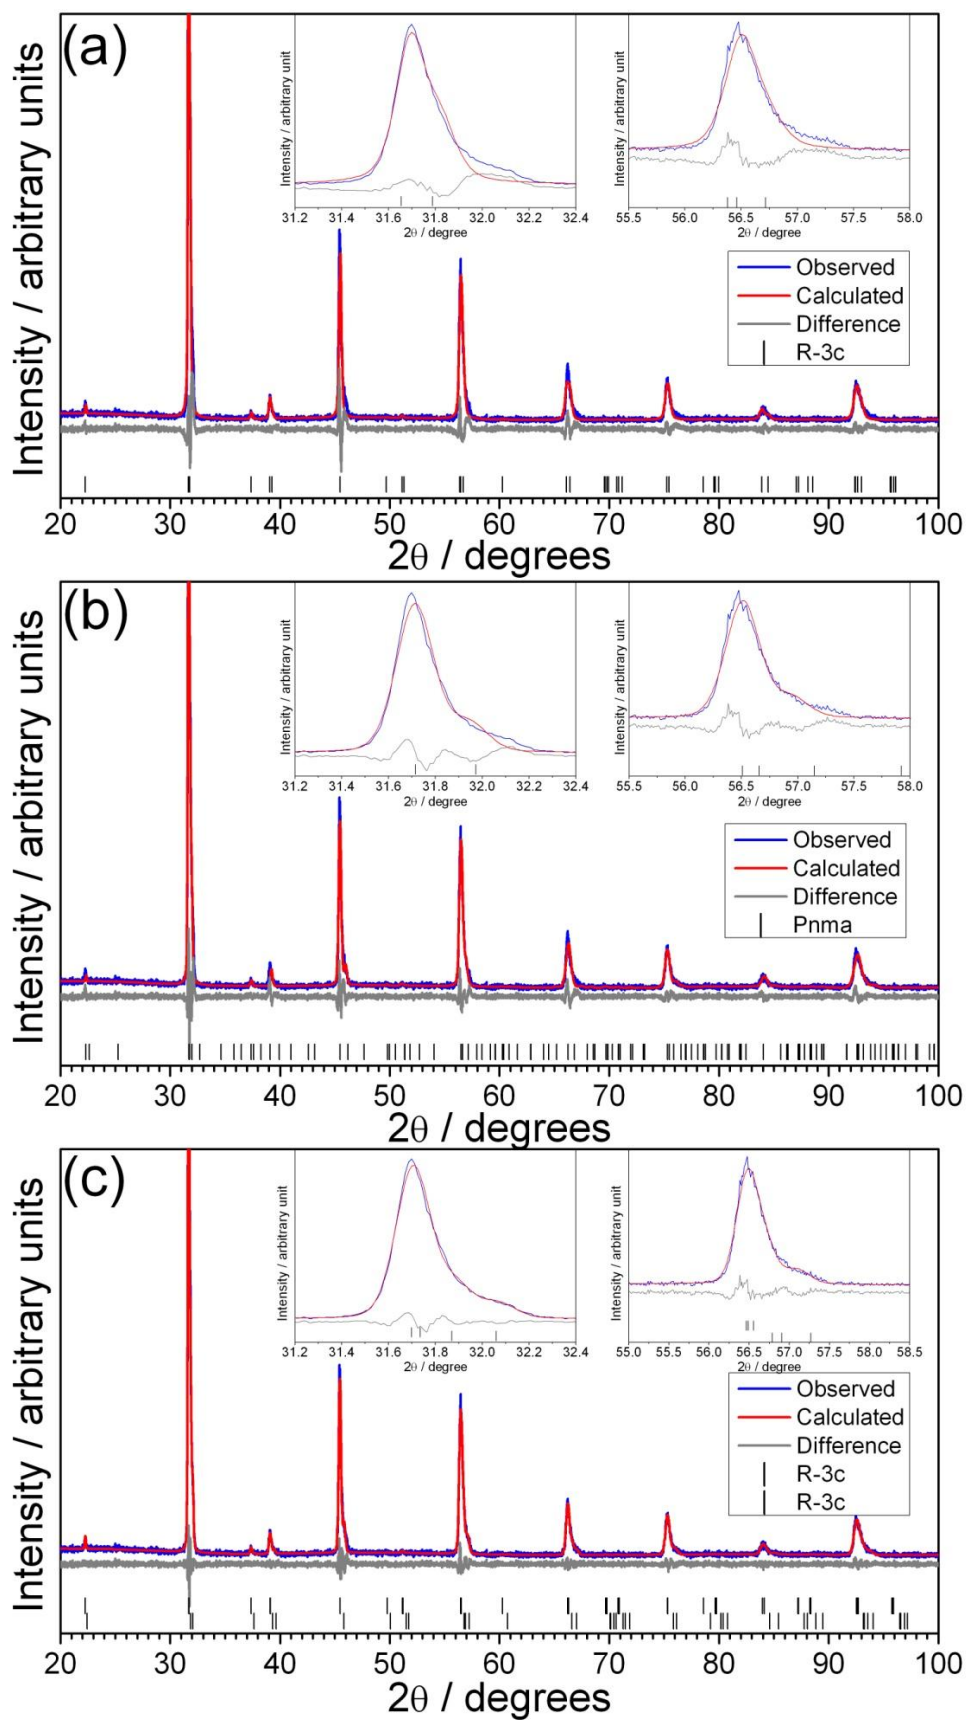 (a)
Intensity / arbitrary units
Intensity / arbitrary unit
31.2 31.4 31.6 31.8 32.0 32.2 32.4
2θ / degree
Intensity / arbitrary unit
55.5 56.0 56.5 57.0 57.5 58.0
2θ / degree
Observed
Calculated
Difference
R-3c
20 30 40 50 60 70 80 90 100
2θ / degrees
(b)
Intensity / arbitrary units
Intensity / arbitrary unit
31.2 31.4 31.6 31.8 32.0 32.2 32.4
2θ / degree
Intensity / arbitrary unit
55.5 56.0 56.5 57.0 57.5 58.0
2θ / degree
Observed
Calculated
Difference
Pnma
20 30 40 50 60 70 80 90 100
2θ / degrees
(c)
Intensity / arbitrary units
Intensity / arbitrary unit
31.2 31.4 31.6 31.8 32.0 32.2 32.4
2θ / degree
Intensity / arbitrary unit
55.0 55.5 56.0 56.5 57.0 57.5 58.0 58.5
2θ / degree
Observed
Calculated
Difference
R-3c
R-3c
20 30 40 50 60 70 80 90 100
2θ / degrees